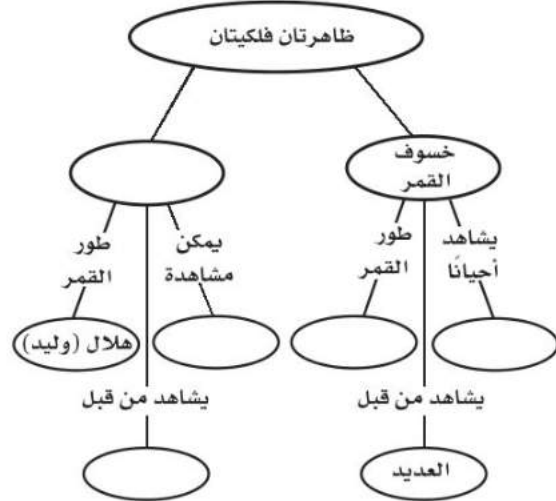 ظاهرتان فلكيتان
خسوف
القمر
طور
القمر
يشاهد
أحيانًا
يشاهد من قبل
العديد
طور
القمر
يمكن
مشاهدة
هلال (وليد)
يشاهد من قبل